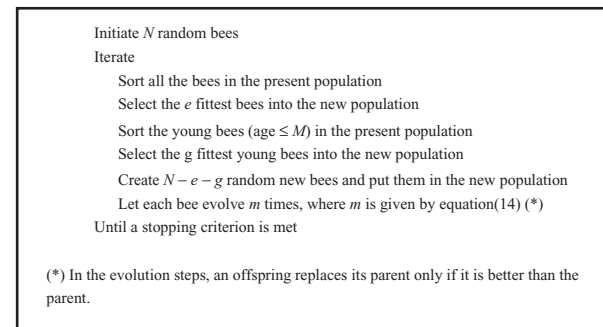 Initiate N random bees
Iterate
Sort all the bees in the present population
Select the e fittest bees into the new population
Sort the young bees (age ≤ M) in the present population
Select the g fittest young bees into the new population
Create N − e − g random new bees and put them in the new population
Let each bee evolve m times, where m is given by equation(14) (*)
Until a stopping criterion is met
(*) In the evolution steps, an offspring replaces its parent only if it is better than the
parent.